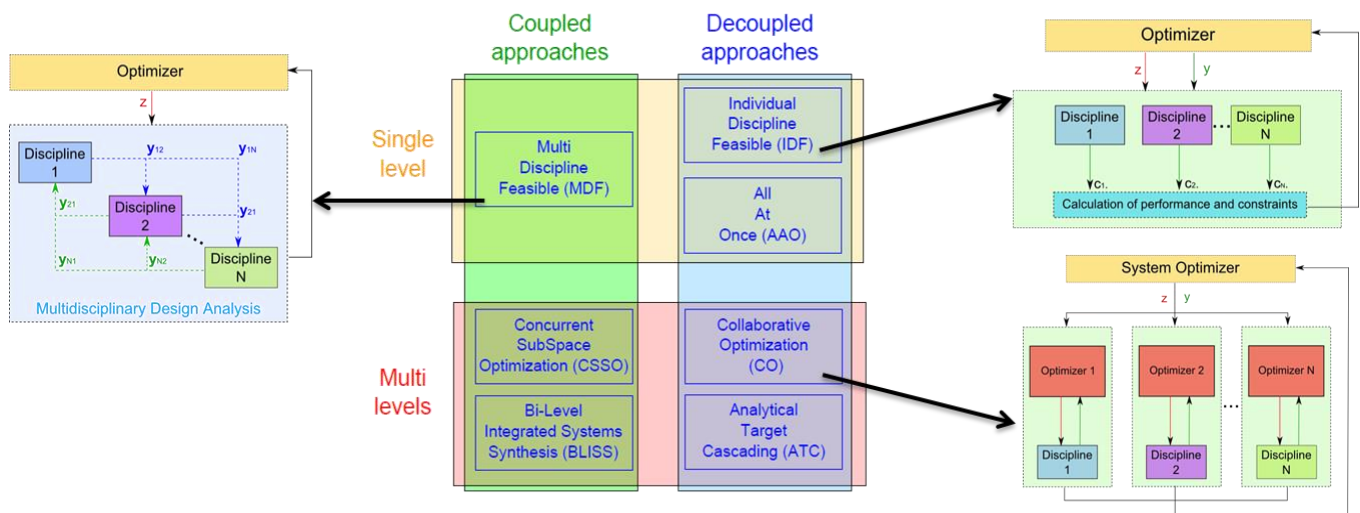 Coupled
approaches
Decoupled
approaches
Optimizer
z
Discipline
1
y12
y1N
y21
Discipline
2
y21
yN1
yN2
Discipline
N
Multidisciplinary Design Analysis
Single
level
Multi
Discipline
Feasible (MDF)
Individual
Discipline
Feasible (IDF)
All
At
Once (AAO)
Multi
levels
Concurrent
SubSpace
Optimization (CSSO)
Bi-Level
Integrated Systems
Synthesis (BLISS)
Collaborative
Optimization
(CO)
Analytical
Target
Cascading (ATC)
Optimizer
z y
Discipline
1
Discipline
2
Discipline
N
c1. c2. cN.
Calculation of performance and constraints
System Optimizer
z y
Optimizer 1
Optimizer 2
Optimizer N
Discipline
1
Discipline
2
Discipline
N